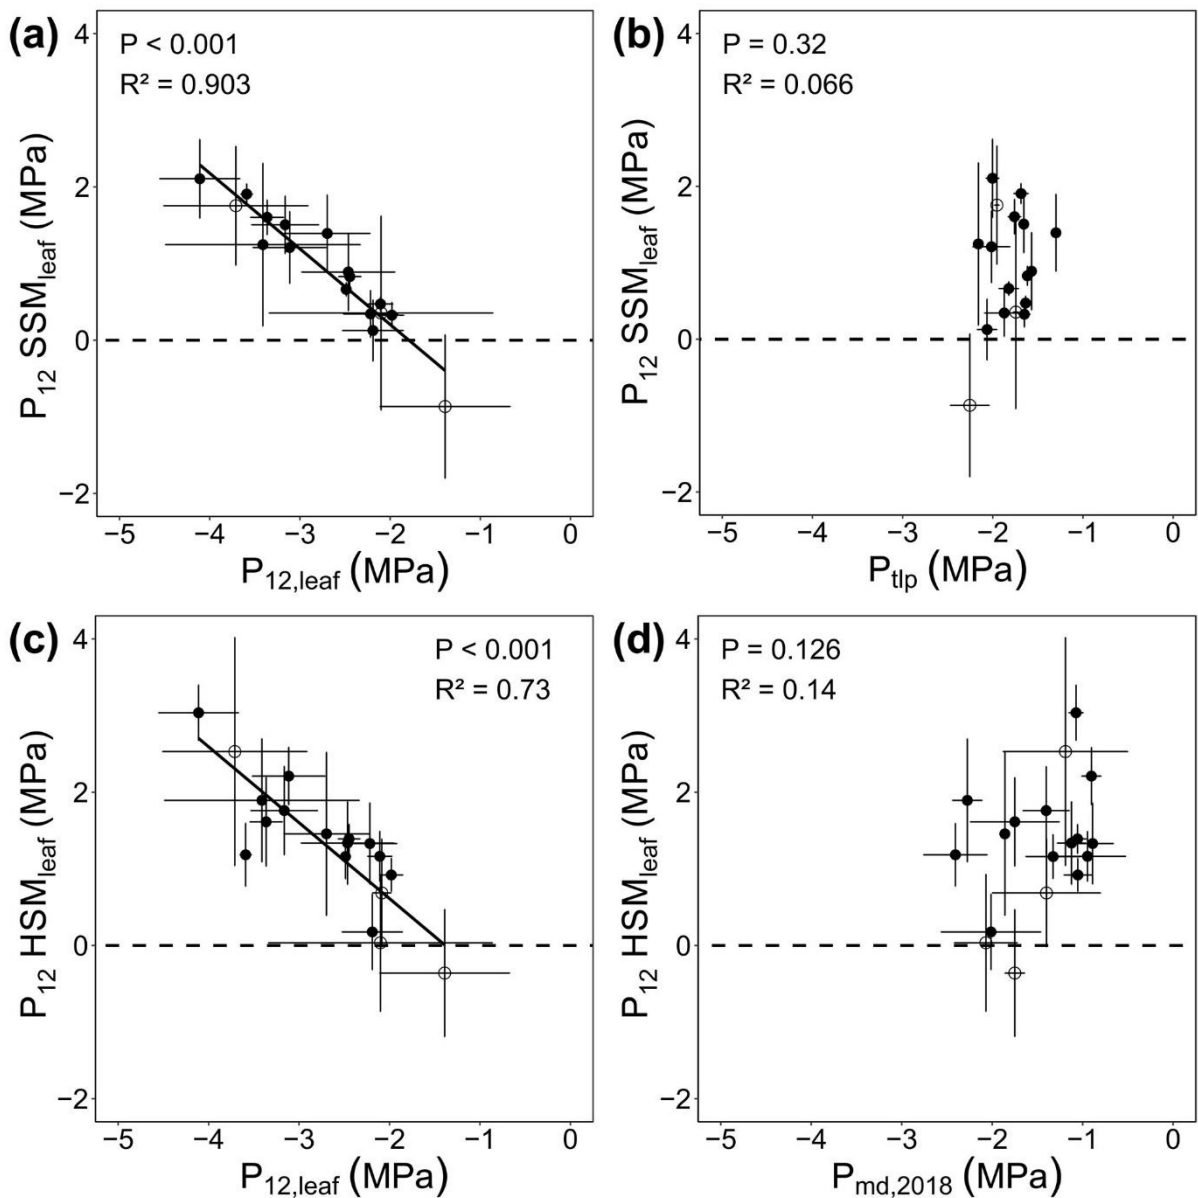 (a)
P < 0.001
R² = 0.903
4
2
0
−2
P12 SSMleaf (MPa)
−5 −4 −3 −2 −1 0
P12,leaf (MPa)
(b)
P = 0.32
R² = 0.066
4
2
0
−2
P12 SSMleaf (MPa)
−5 −4 −3 −2 −1 0
Ptlp (MPa)
(c)
P < 0.001
R² = 0.73
4
2
0
−2
P12 HSMleaf (MPa)
−5 −4 −3 −2 −1 0
P12,leaf (MPa)
(d)
P = 0.126
R² = 0.14
4
2
0
−2
P12 HSMleaf (MPa)
−5 −4 −3 −2 −1 0
Pmd,2018 (MPa)